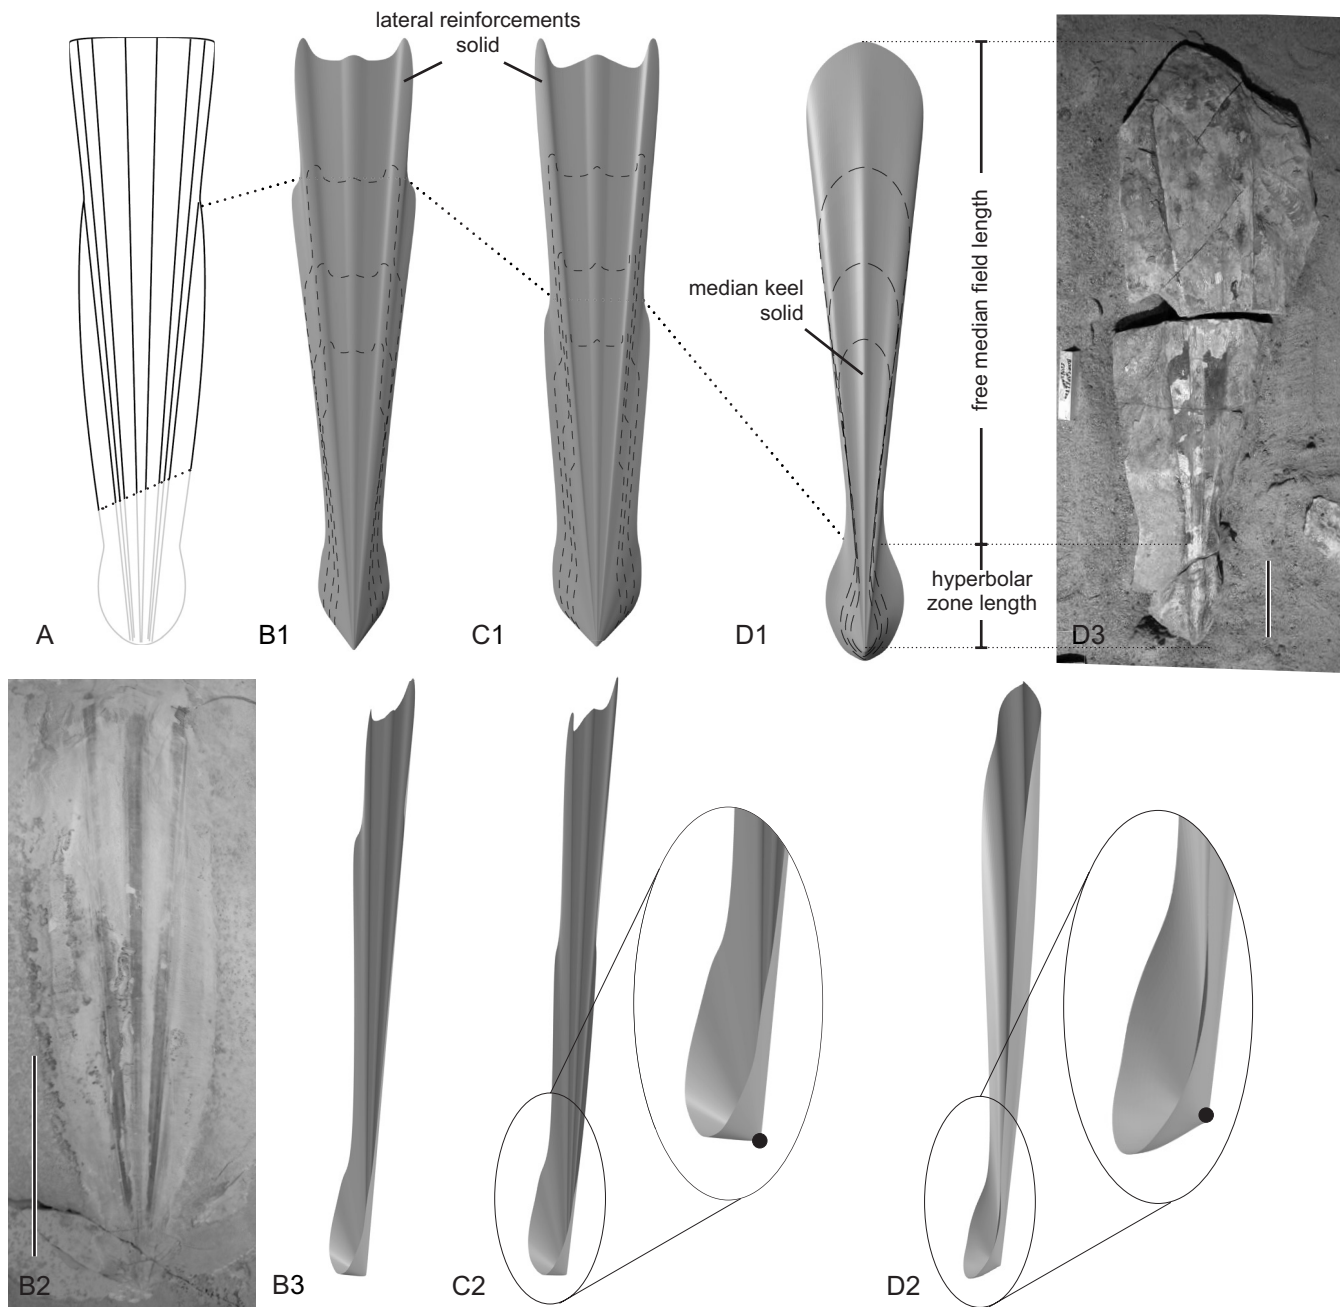 lateral reinforcements
solid
median keel
solid
free median field length
hyperbolar
zone length
A
B1
C1
D1
D3
B2
B3
C2
D2